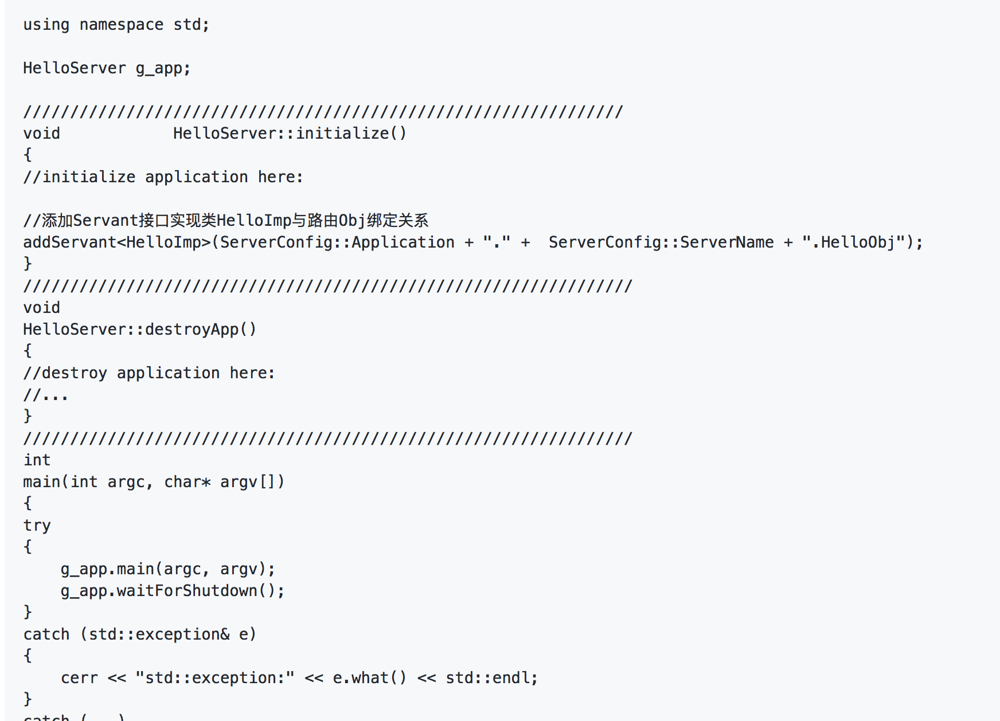 using namespace std;
HelloServer g_app;
////////////////////////////////////////////////////////////////
void            HelloServer::initialize()
{
//initialize application here:
//添加Servant接口实现类HelloImp与路由Obj绑定关系
addServant<HelloImp>(ServerConfig::Application + "." +  ServerConfig::ServerName + ".HelloObj");
}
/////////////////////////////////////////////////////////////////
void
HelloServer::destroyApp()
{
//destroy application here:
//...
}
/////////////////////////////////////////////////////////////////
int
main(int argc, char* argv[])
{
try
{
    g_app.main(argc, argv);
    g_app.waitForShutdown();
}
catch (std::exception& e)
{
    cerr << "std::exception:" << e.what() << std::endl;
}
catch (...)